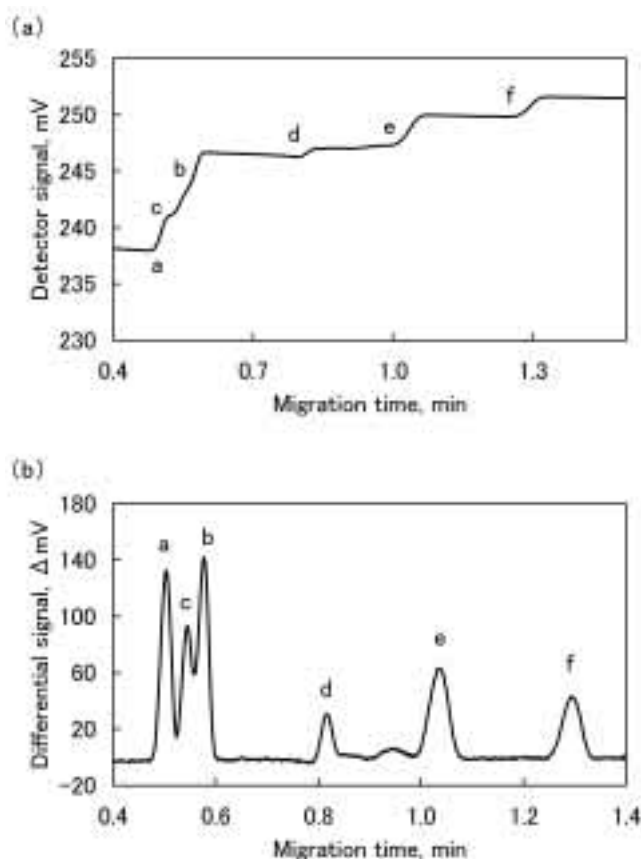 (a)
255
250
245
240
235
230
Detector signal, mV
a
c
b
d
e
f
0.4 0.7 1.0 1.3
Migration time, min
(b)
180
140
100
60
20
-20
Differential signal, ΔmV
a
c
b
d
e
f
0.4 0.6 0.8 1.0 1.2 1.4
Migration time, min